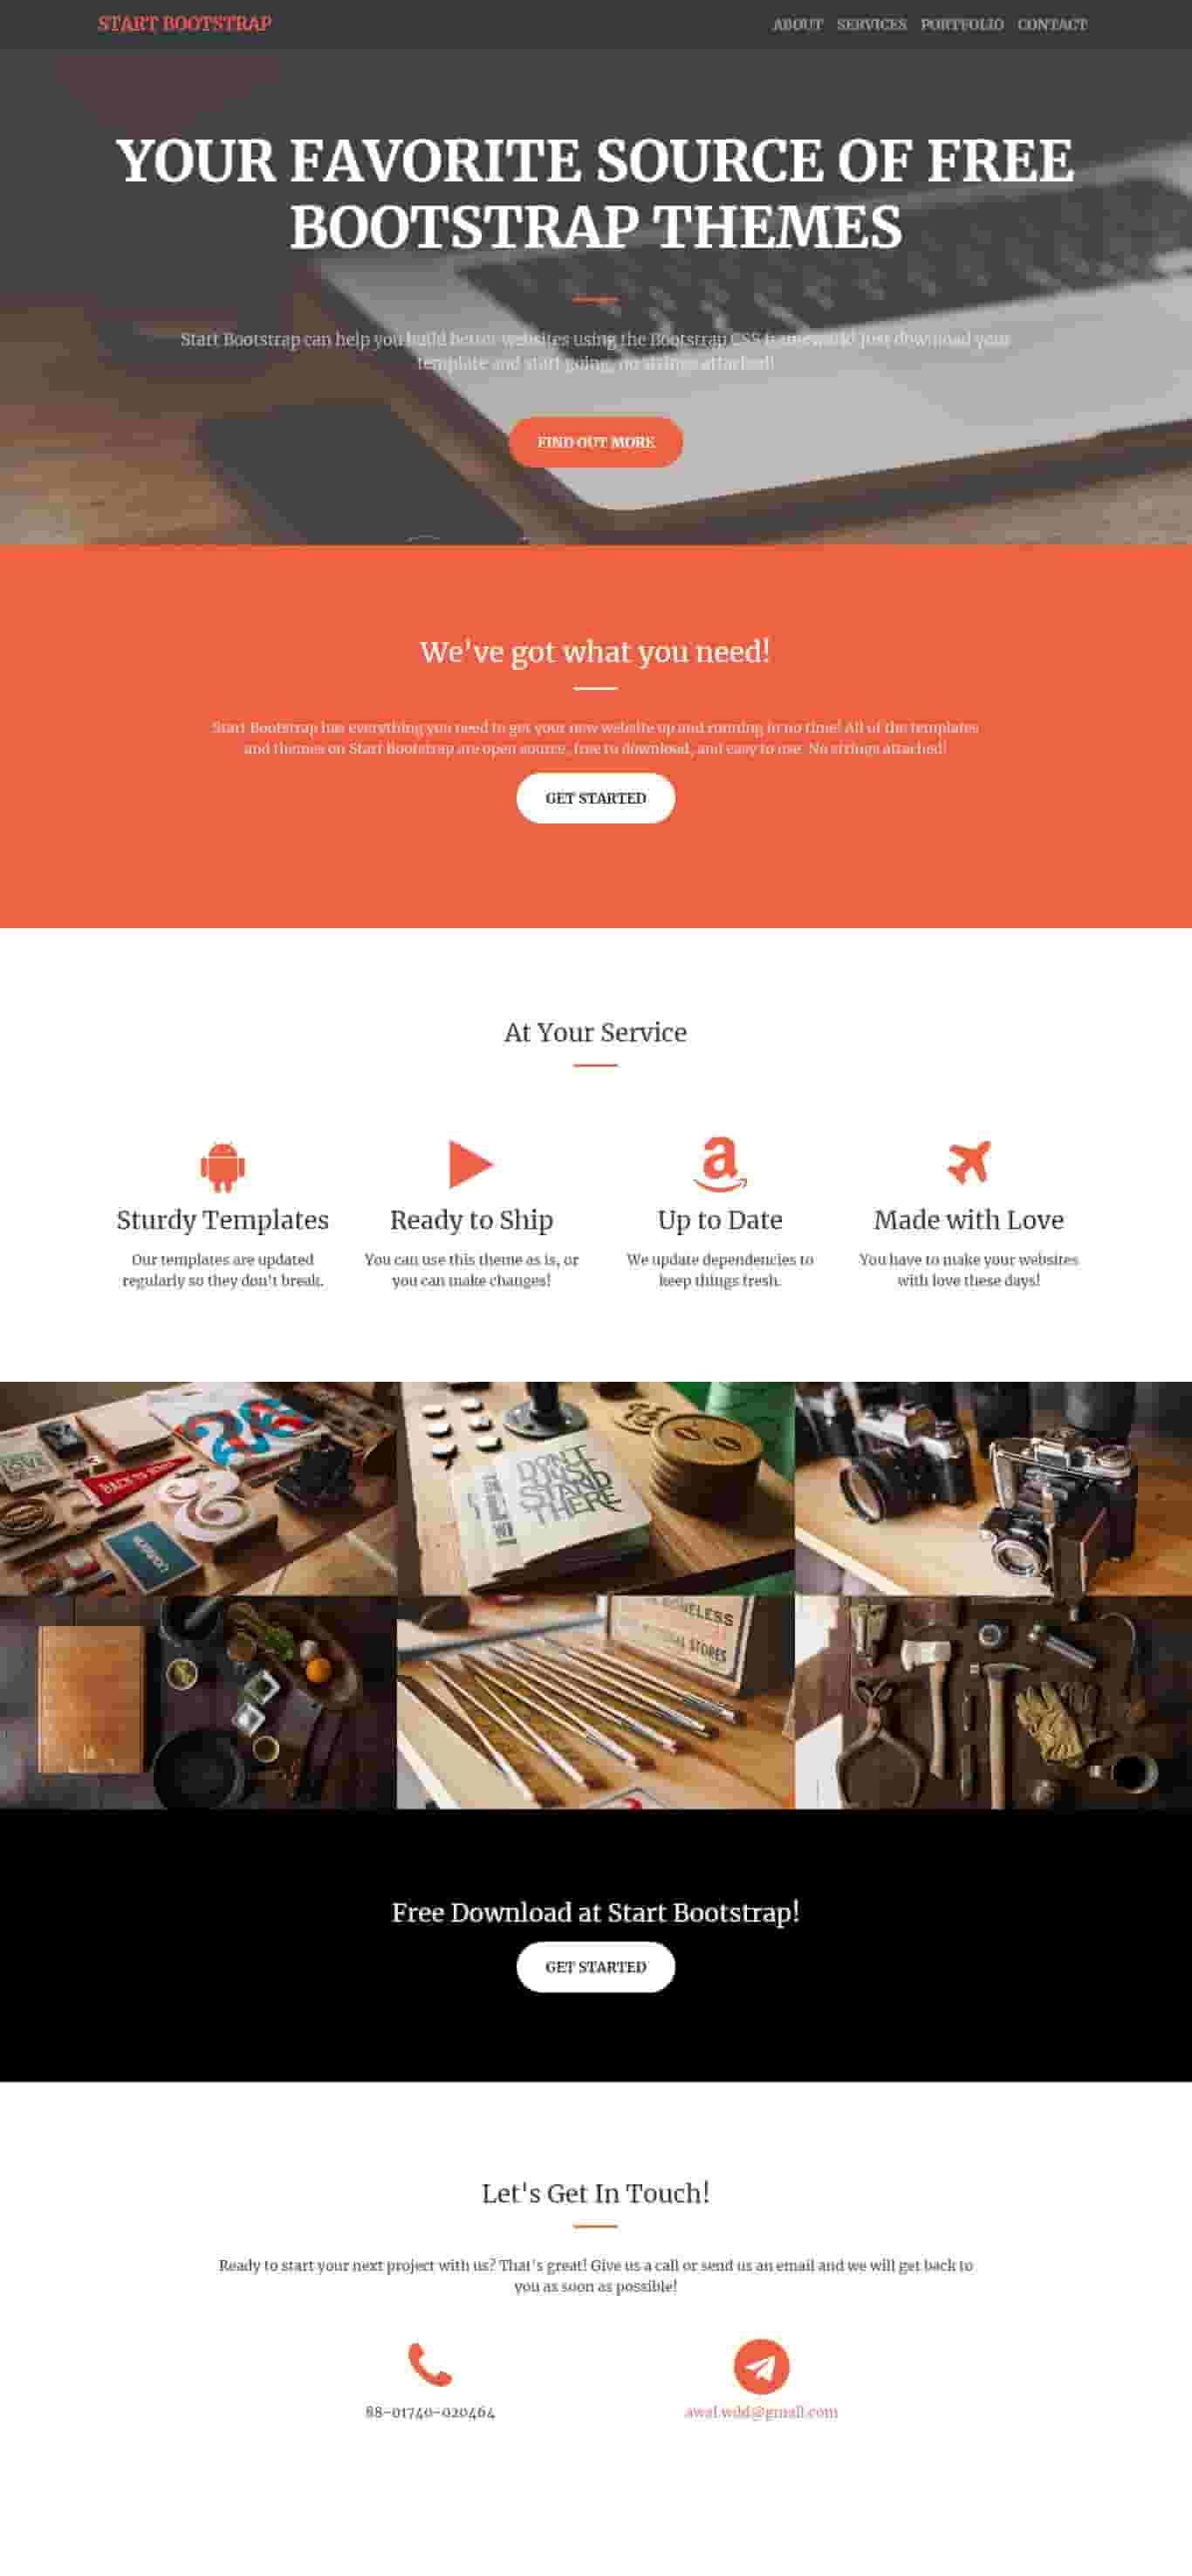 START BOOTSTRAP
ABOUT SERVICES PORTFOLIO CONTACT
YOUR FAVORITE SOURCE OF FREE
BOOTSTRAP THEMES
Start Bootstrap can help you build better websites using the Bootstrap CSS framework! Just download your
template and start going, no strings attached!
FIND OUT MORE
We've got what you need!
Start Bootstrap has everything you need to get your new website up and running in no time! All of the templates
and themes on Start Bootstrap are open source, free to download, and easy to use. No strings attached!
GET STARTED
At Your Service
Sturdy Templates
Our templates are updated
regularly so they don't break.
Ready to Ship
You can use this theme as is, or
you can make changes!
Up to Date
We update dependencies to
keep things fresh.
Made with Love
You have to make your websites
with love these days!
DON'T
JUST
STAND
THERE
STORES
Free Download at Start Bootstrap!
GET STARTED
Let's Get In Touch!
Ready to start your next project with us? That's great! Give us a call or send us an email and we will get back to
you as soon as possible!
88-01740-020464
awal.wdd@gmail.com